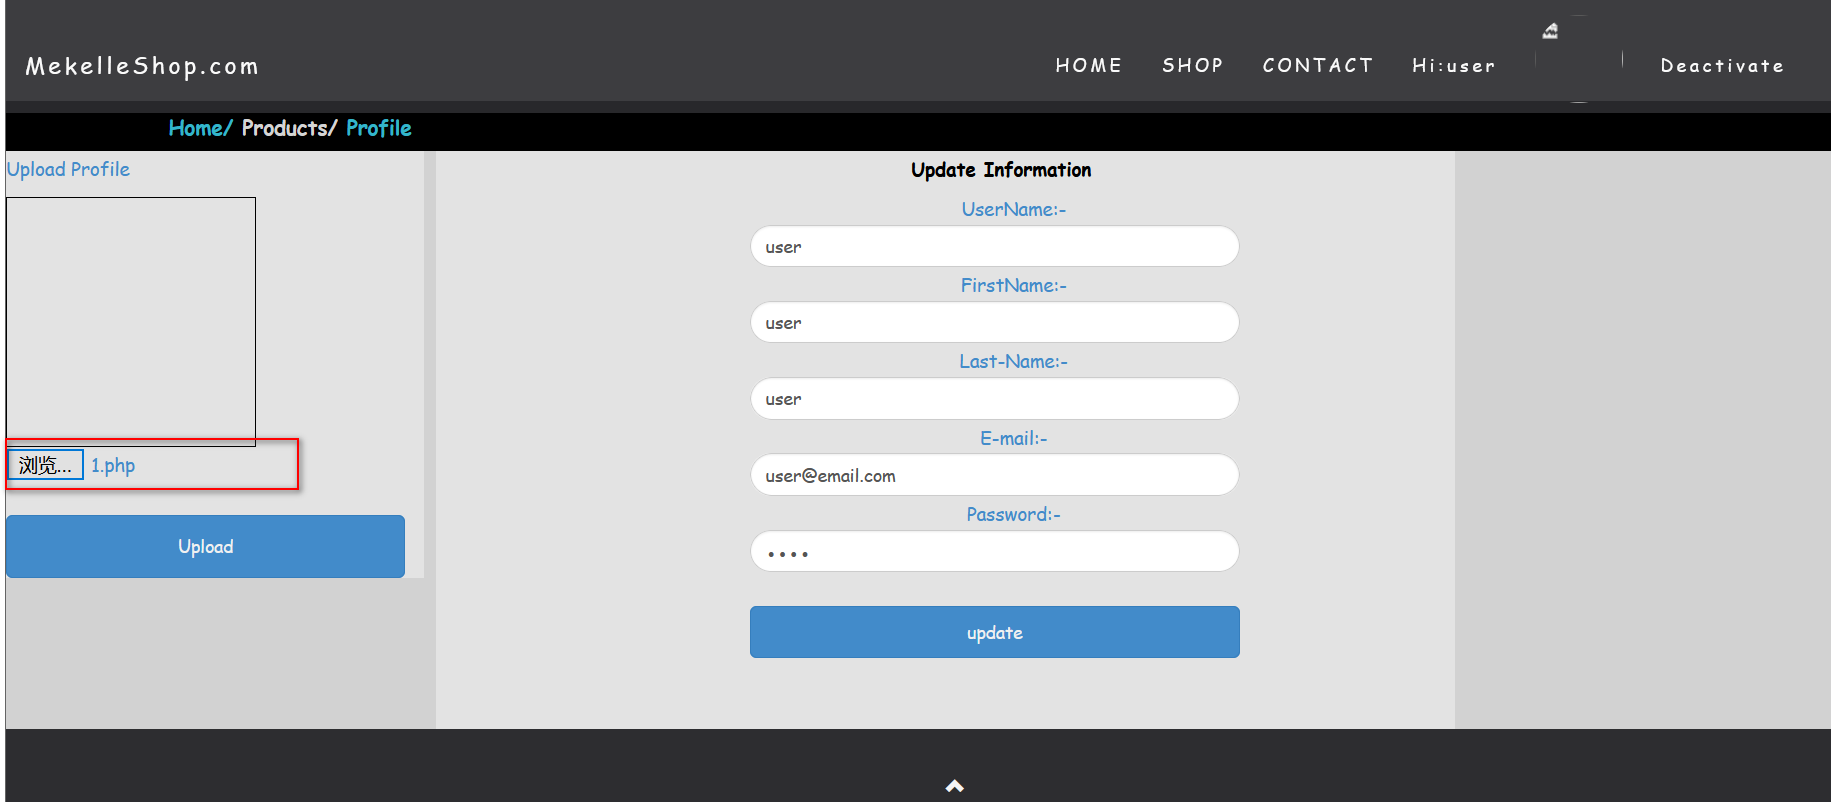 MekelleShop.com HOME SHOP CONTACT Hi:user Deactivate
Home/ Products/ Profile
Upload Profile
浏览... 1.php
Upload
Update Information
UserName:-
user
FirstName:-
user
Last-Name:-
user
E-mail:-
user@email.com
Password:-
••••
update